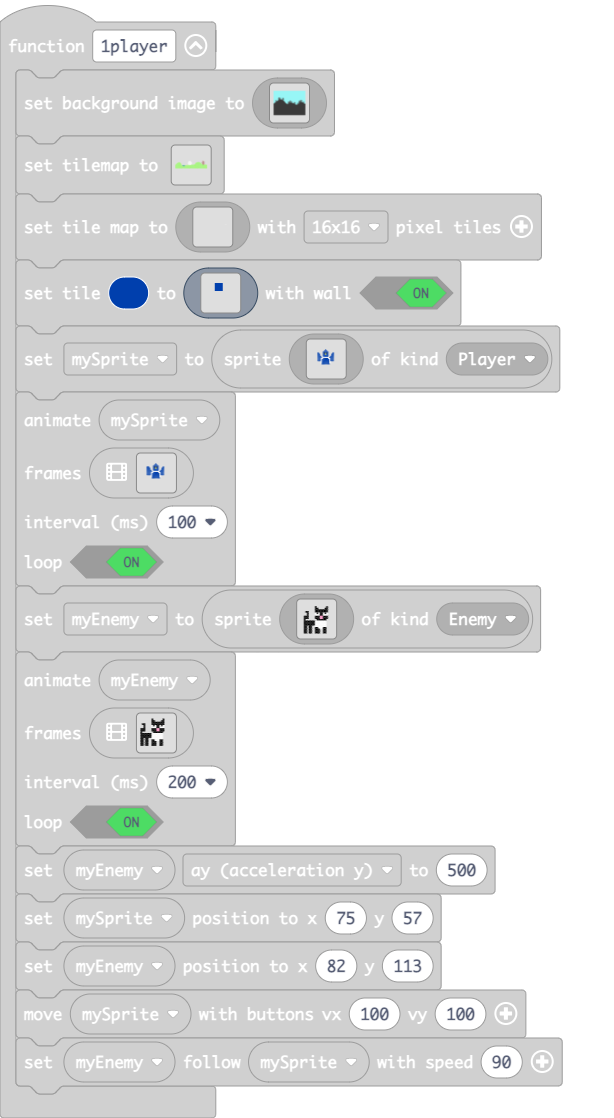 function 1player
set background image to
set tilemap to
set tile map to with 16x16 pixel tiles
set tile to with wall ON
set mySprite to sprite of kind Player
animate mySprite
frames
interval (ms) 100
loop ON
set myEnemy to sprite of kind Enemy
animate myEnemy
frames
interval (ms) 200
loop ON
set myEnemy ay (acceleration y) to 500
set mySprite position to x 75 y 57
set myEnemy position to x 82 y 113
move mySprite with buttons vx 100 vy 100
set myEnemy follow mySprite with speed 90